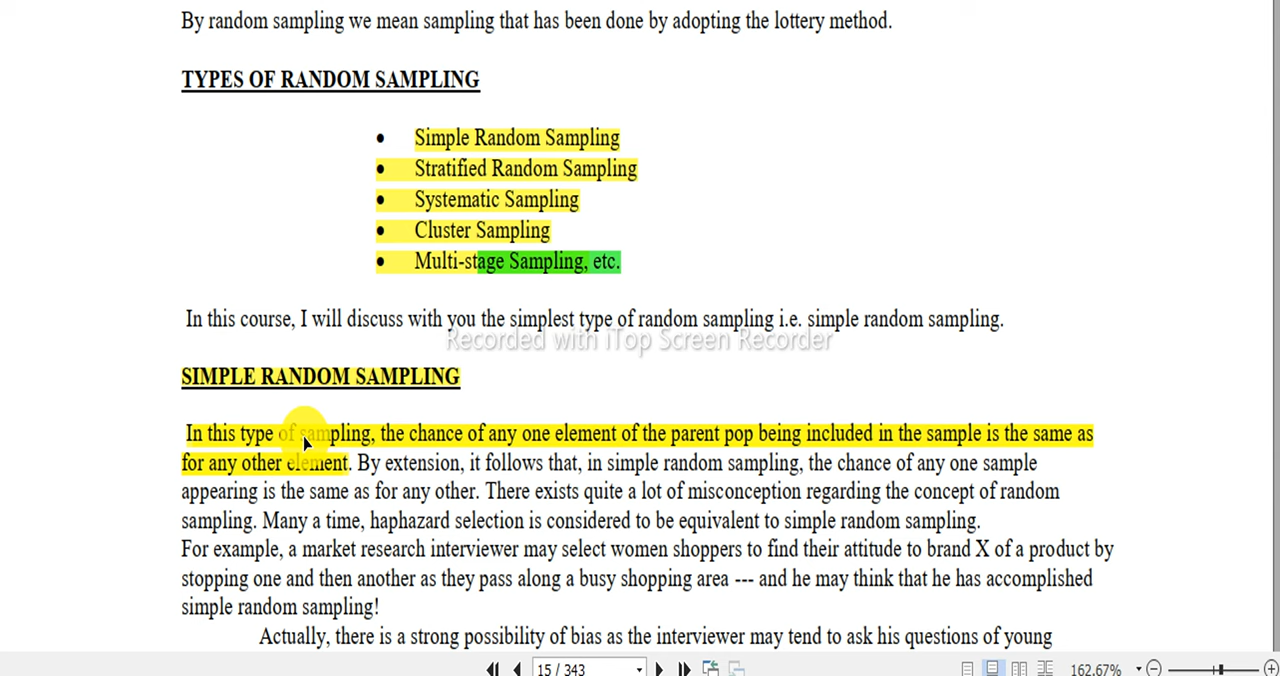 By random sampling we mean sampling that has been done by adopting the lottery method.
TYPES OF RANDOM SAMPLING
• Simple Random Sampling
• Stratified Random Sampling
• Systematic Sampling
• Cluster Sampling
• Multi-stage Sampling, etc.
In this course, I will discuss with you the simplest type of random sampling i.e. simple random sampling.
Recorded with iTop Screen Recorder
SIMPLE RANDOM SAMPLING
In this type of sampling, the chance of any one element of the parent pop being included in the sample is the same as
for any other element. By extension, it follows that, in simple random sampling, the chance of any one sample
appearing is the same as for any other. There exists quite a lot of misconception regarding the concept of random
sampling. Many a time, haphazard selection is considered to be equivalent to simple random sampling.
For example, a market research interviewer may select women shoppers to find their attitude to brand X of a product by
stopping one and then another as they pass along a busy shopping area --- and he may think that he has accomplished
simple random sampling!
Actually, there is a strong possibility of bias as the interviewer may tend to ask his questions of young
15 / 343
162.67%